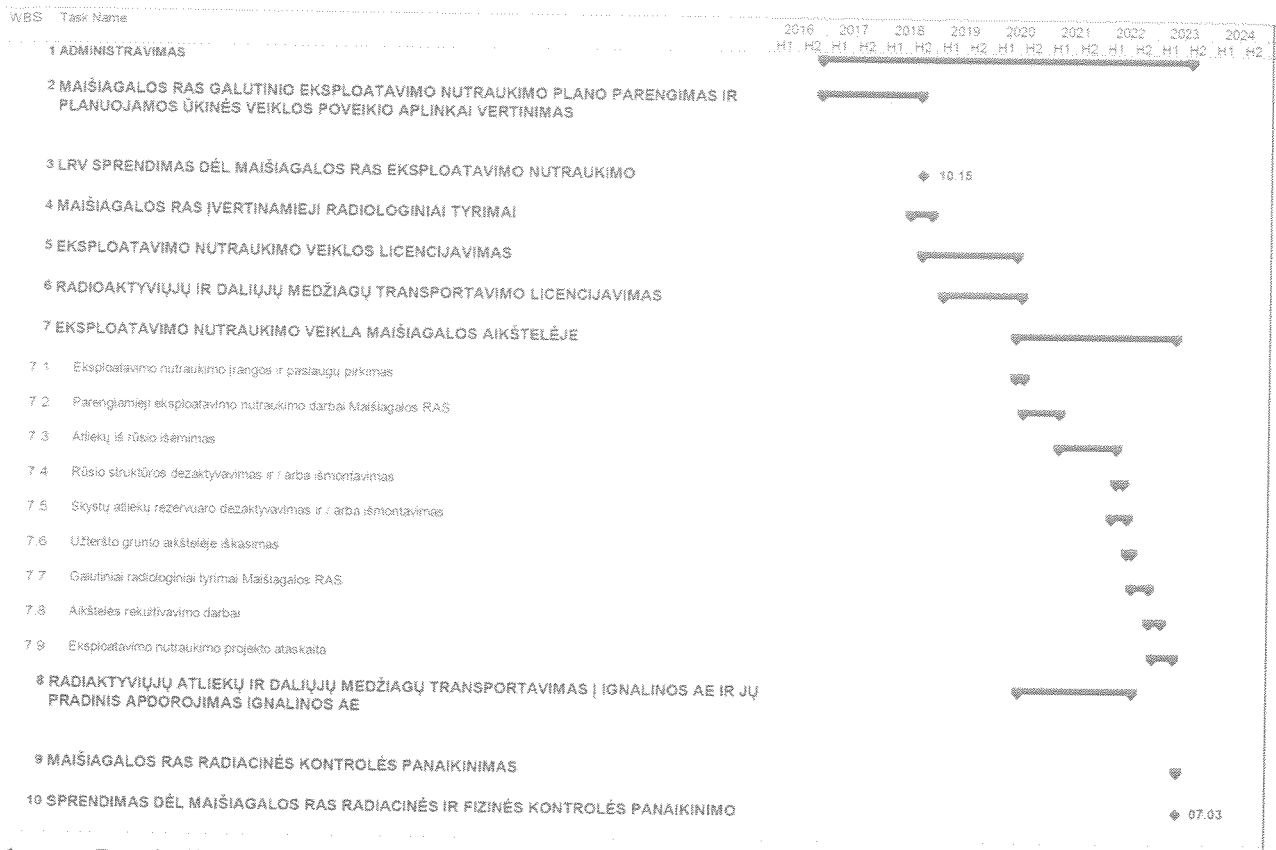 WBS Task Name
2016 2017 2018 2019 2020 2021 2022 2023 2024
H1 H2 H1 H2 H1 H2 H1 H2 H1 H2 H1 H2 H1 H2 H1 H2 H1 H2
1 ADMINISTRAVIMAS
2 MAIŠIAGALOS RAS GALUTINIO EKSPLOATAVIMO NUTRAUKIMO PLANO PARENGIMAS IR
PLANUOJAMOS ŪKINĖS VEIKLOS POVEIKIO APLINKAI VERTINIMAS
3 LRV SPRENDIMAS DĖL MAIŠIAGALOS RAS EKSPLOATAVIMO NUTRAUKIMO
10.15
4 MAIŠIAGALOS RAS ĮVERTINAMIEJI RADIOLOGINIAI TYRIMAI
5 EKSPLOATAVIMO NUTRAUKIMO VEIKLOS LICENCIJAVIMAS
6 RADIOAKTYVIŲJŲ IR DALIŲJŲ MEDŽIAGŲ TRANSPORTAVIMO LICENCIJAVIMAS
7 EKSPLOATAVIMO NUTRAUKIMO VEIKLA MAIŠIAGALOS AIKŠTELĖJE
7.1 Eksploatavimo nutraukimo įrangos ir paslaugų pirkimas
7.2 Parengiamieji eksploatavimo nutraukimo darbai Maišiagalos RAS
7.3 Atliekų iš rūsio išėmimas
7.4 Rūsio struktūros dezaktyvavimas ir / arba išmontavimas
7.5 Skystų atliekų rezervuaro dezaktyvavimas ir / arba išmontavimas
7.6 Užteršto grunto aikštelėje iškasimas
7.7 Galutiniai radiologiniai tyrimai Maišiagalos RAS
7.8 Aikštelės rekultivavimo darbai
7.9 Eksploatavimo nutraukimo projekto ataskaita
8 RADIAKTYVIŲJŲ ATLIEKŲ IR DALIŲJŲ MEDŽIAGŲ TRANSPORTAVIMAS Į IGNALINOS AE IR JŲ
PRADINIS APDOROJIMAS IGNALINOS AE
9 MAIŠIAGALOS RAS RADIACINĖS KONTROLĖS PANAIKINIMAS
10 SPRENDIMAS DĖL MAIŠIAGALOS RAS RADIACINĖS IR FIZINĖS KONTROLĖS PANAIKINIMO
07.03